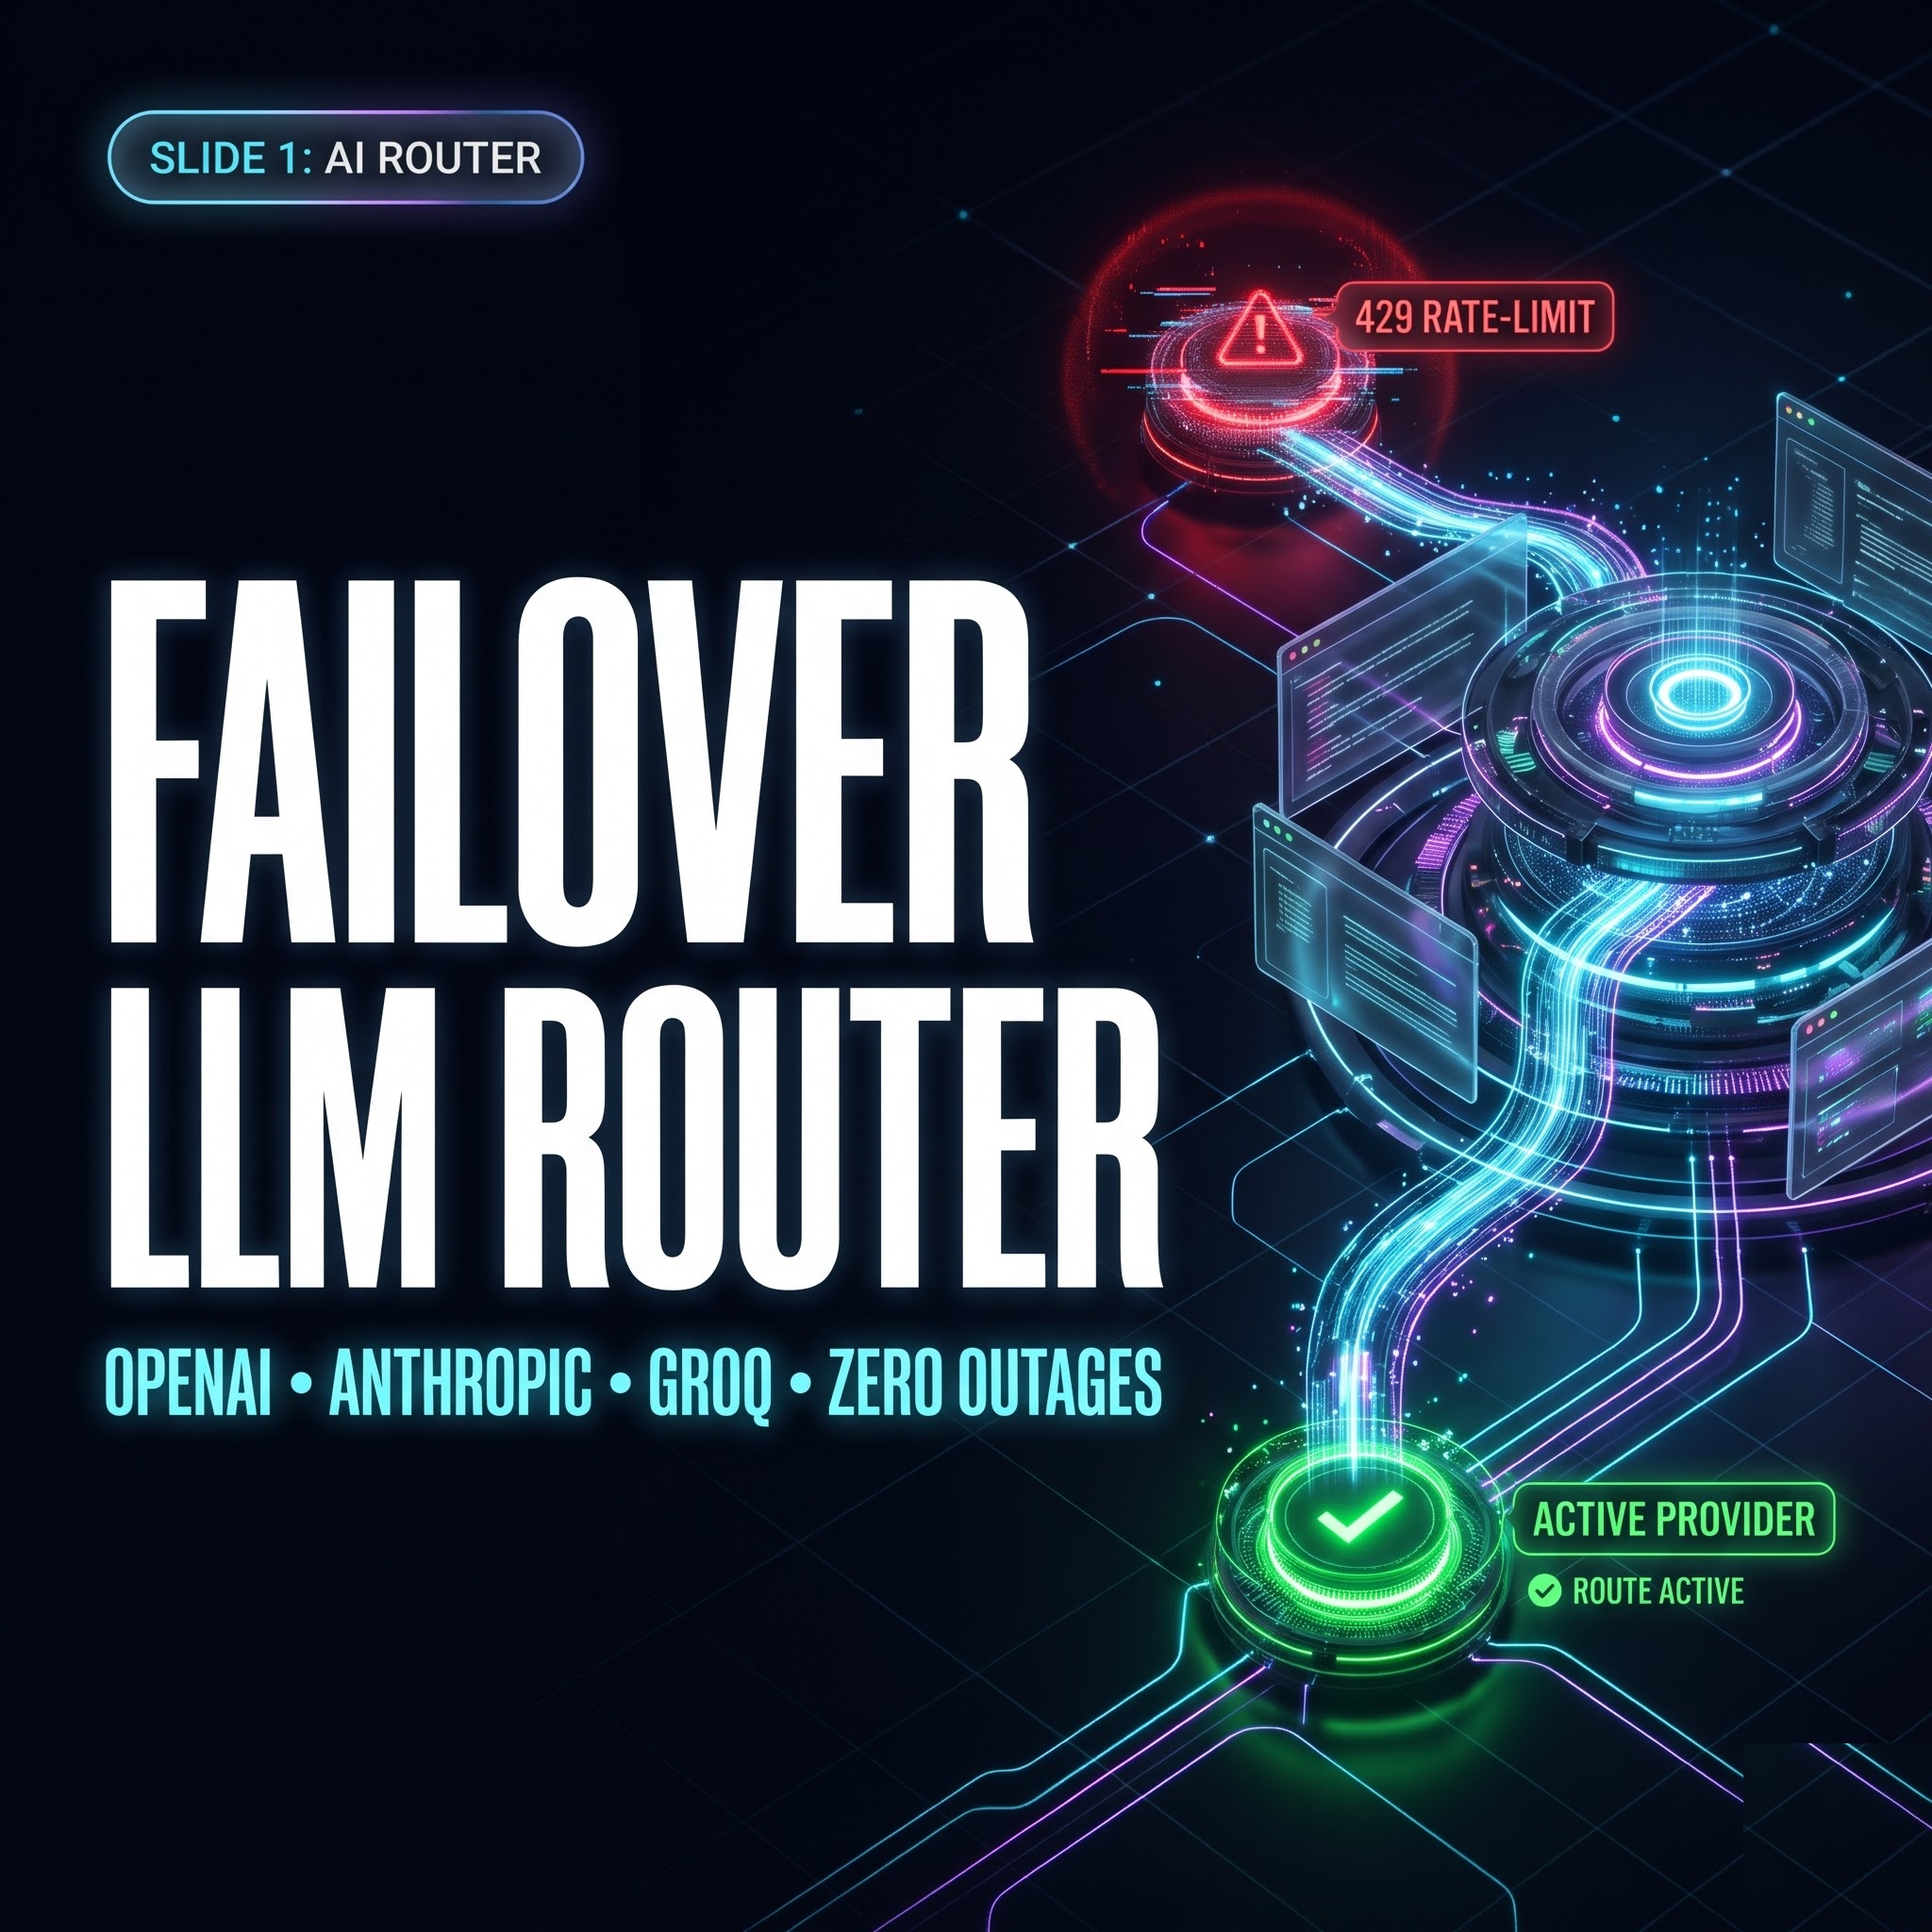 SLIDE 1: AI ROUTER
429 RATE-LIMIT
FAILOVER
LLM ROUTER
OPENAI • ANTHROPIC • GROQ • ZERO OUTAGES
ACTIVE PROVIDER
ROUTE ACTIVE